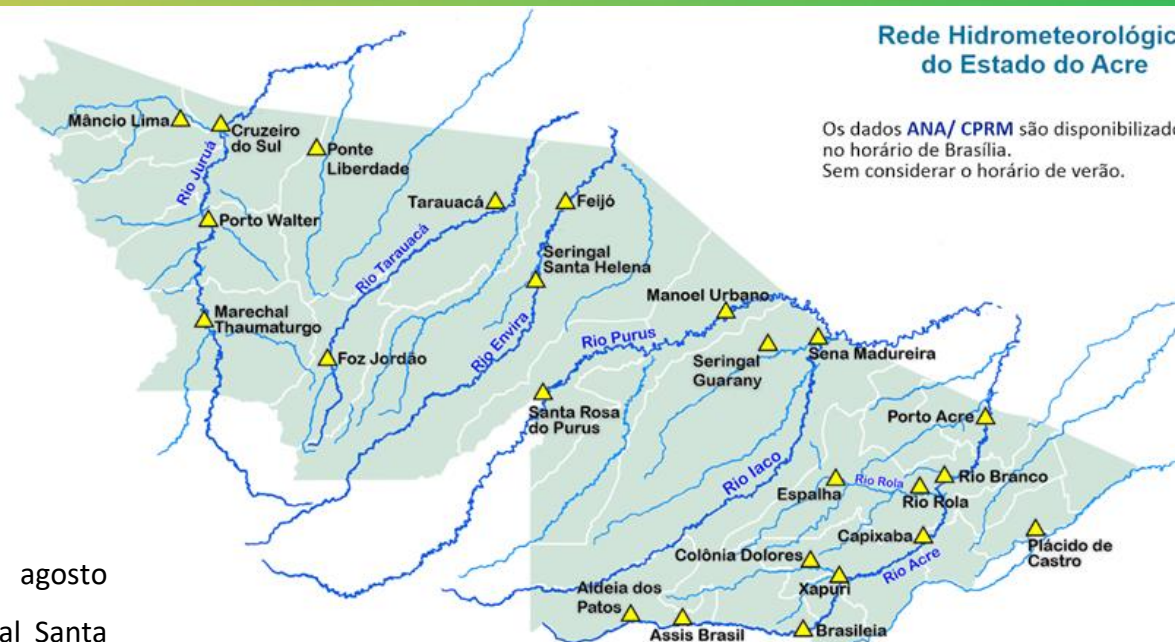 Rede Hidrometeorológic
do Estado do Acre
Os dados ANA/ CPRM são disponibilizado
no horário de Brasília.
Sem considerar o horário de verão.
Mâncio Lima
Cruzeiro
do Sul
Ponte
Liberdade
Rio Juruá
Tarauacá
Feijó
Porto Walter
Rio Tarauacá
Seringal
Santa Helena
Manoel Urbano
Marechal
Thaumaturgo
Foz Jordão
Rio Envira
Rio Purus
Seringal
Guarany
Sena Madureira
Santa Rosa
do Purus
Porto Acre
Rio Iaco
Espalha
Rio Rola
Rio Rola
Rio Branco
Capixaba
Plácido de
Castro
Colônia Dolores
Rio Acre
Xapuri
Aldeia dos
Patos
Assis Brasil
Brasileia
agosto
al Santa